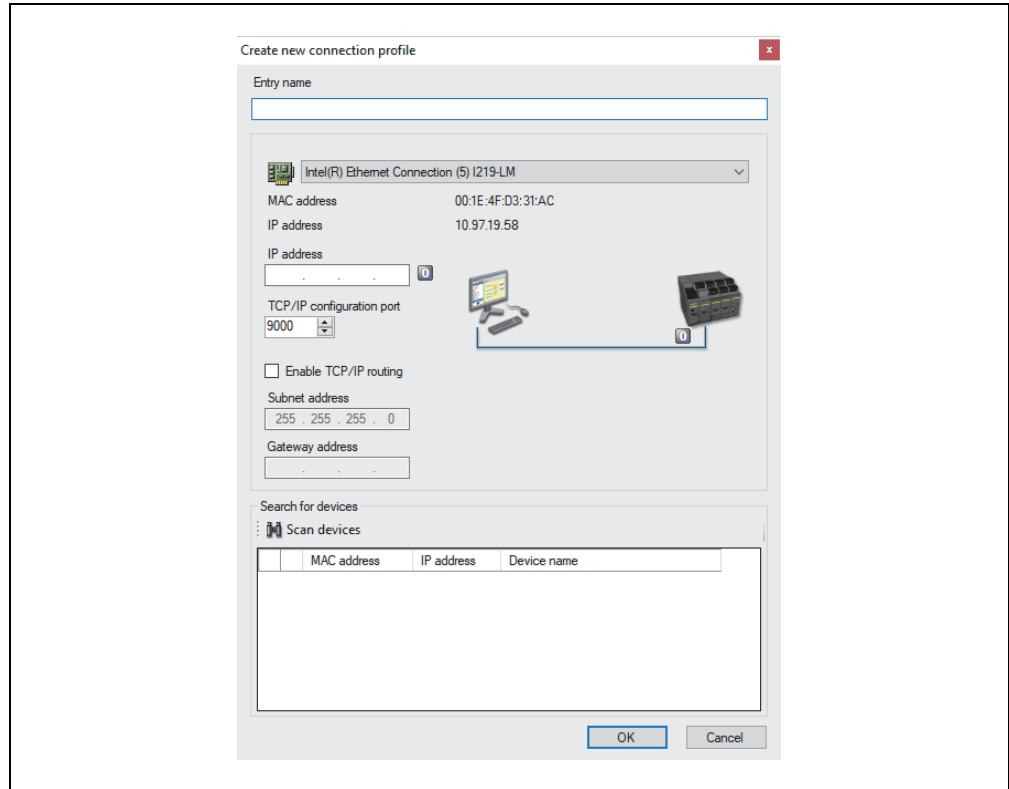 Create new connection profile
x
Entry name
Intel(R) Ethernet Connection (5) I219-LM
MAC address 00:1E:4F:D3:31:AC
IP address 10.97.19.58
IP address
. . . 0
TCP/IP configuration port
9000
0
Enable TCP/IP routing
Subnet address
255 . 255 . 255 . 0
Gateway address
. . .
Search for devices
Scan devices
MAC address IP address Device name
OK Cancel